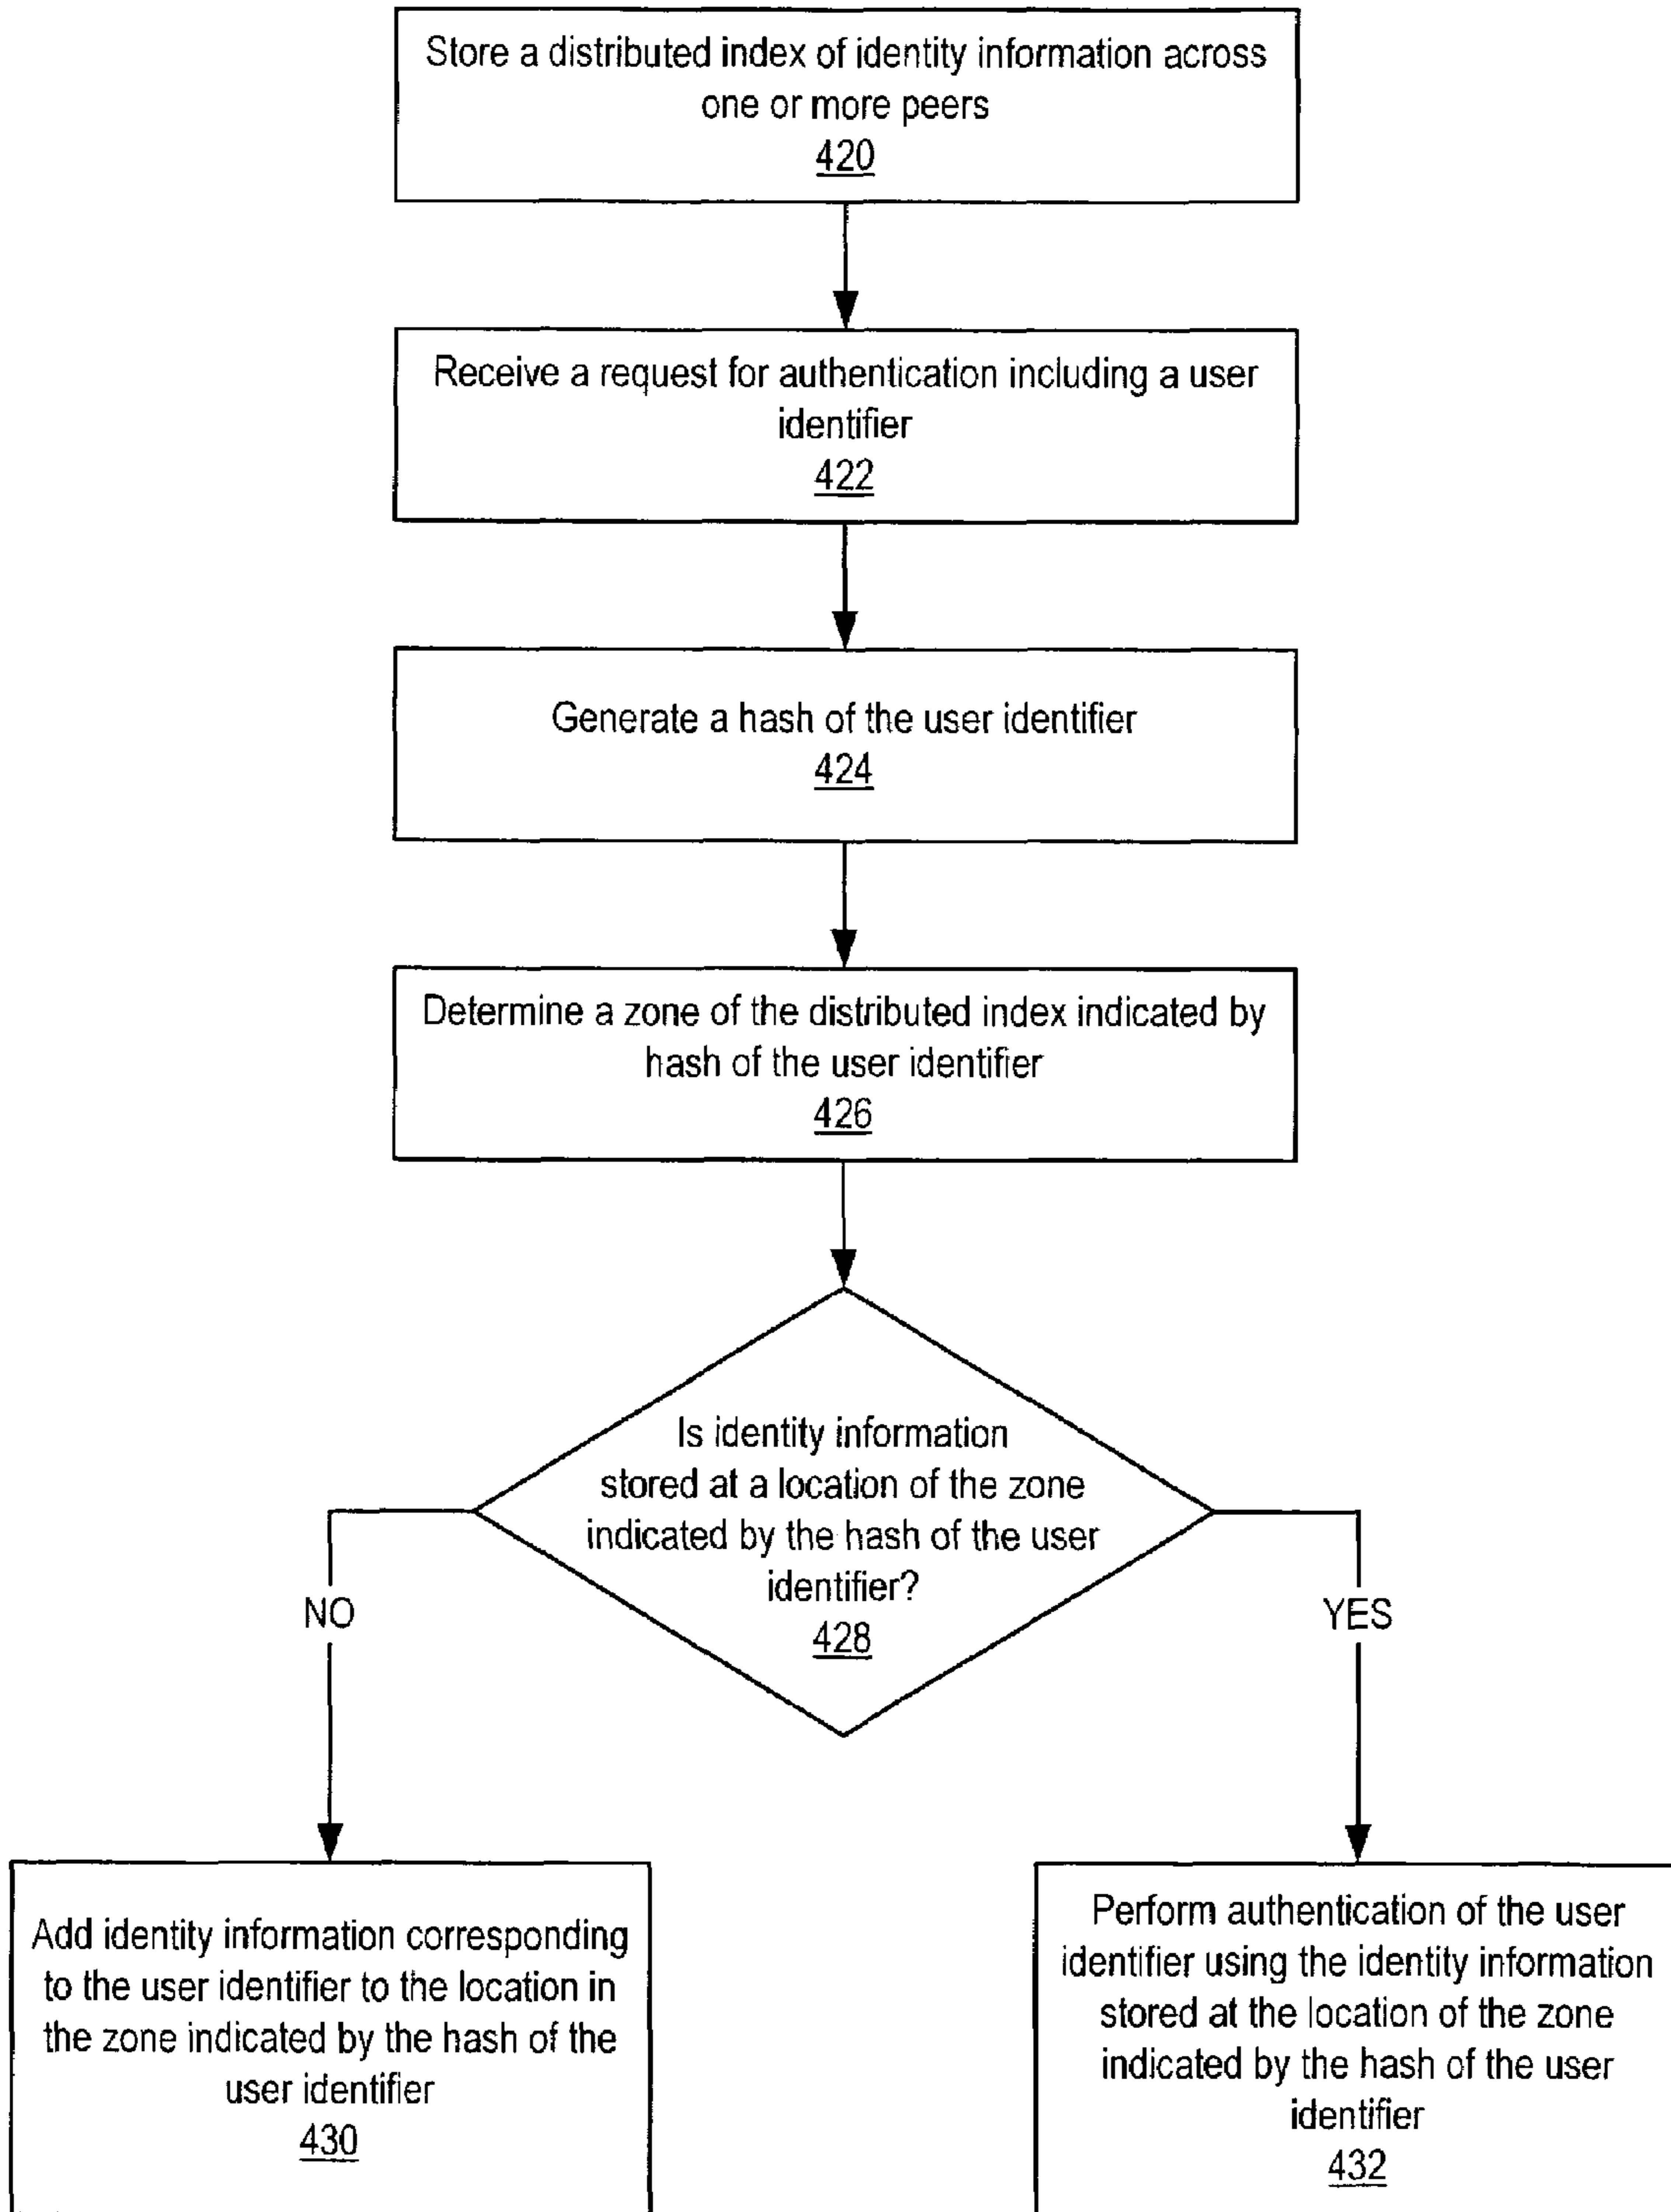 Store a distributed index of identity information across
one or more peers
420
Receive a request for authentication including a user
identifier
422
Generate a hash of the user identifier
424
Determine a zone of the distributed index indicated by
hash of the user identifier
426
Is identity information
stored at a location of the zone
indicated by the hash of the user
identifier?
428
NO
YES
Add identity information corresponding
to the user identifier to the location in
the zone indicated by the hash of the
user identifier
430
Perform authentication of the user
identifier using the identity information
stored at the location of the zone
indicated by the hash of the user
identifier
432